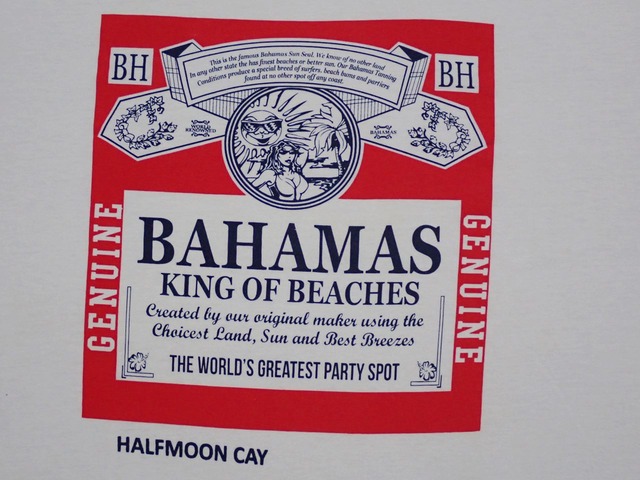 BH
BH
This is the famous Bahamas Sun Seal. We know of no other land
In any other state the has finest beaches or better sun. Our Bahamas Tanning
Conditions produce a special breed of surfers, beach bums and partiers
found at no other spot off any coast.
WORLD
RENOWNED
BAHAMAS
GENUINE
GENUINE
BAHAMAS
KING OF BEACHES
Created by our original maker using the
Choicest Land, Sun and Best Breezes
THE WORLD'S GREATEST PARTY SPOT
HALFMOON CAY